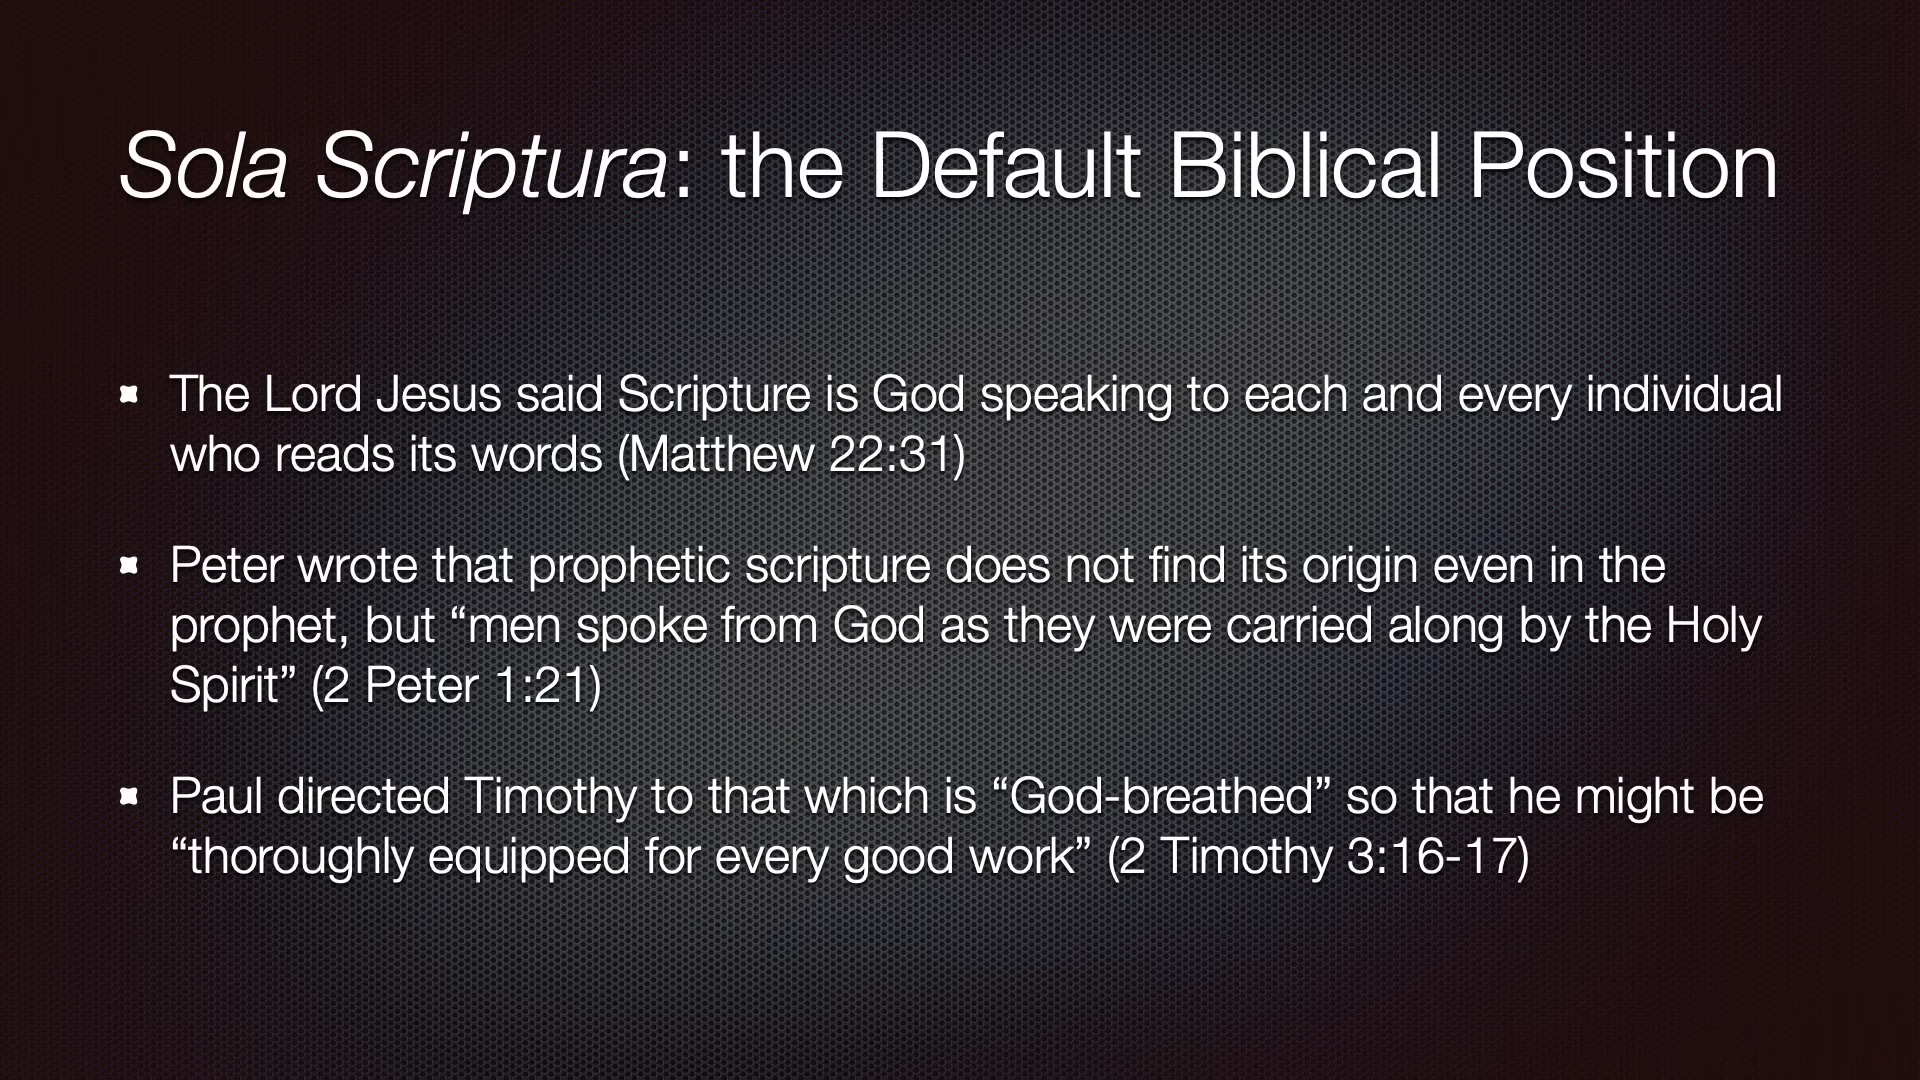 Sola Scriptura: the Default Biblical Position
The Lord Jesus said Scripture is God speaking to each and every individual
who reads its words (Matthew 22:31)
Peter wrote that prophetic scripture does not find its origin even in the
prophet, but “men spoke from God as they were carried along by the Holy
Spirit” (2 Peter 1:21)
Paul directed Timothy to that which is “God-breathed” so that he might be
“thoroughly equipped for every good work” (2 Timothy 3:16-17)